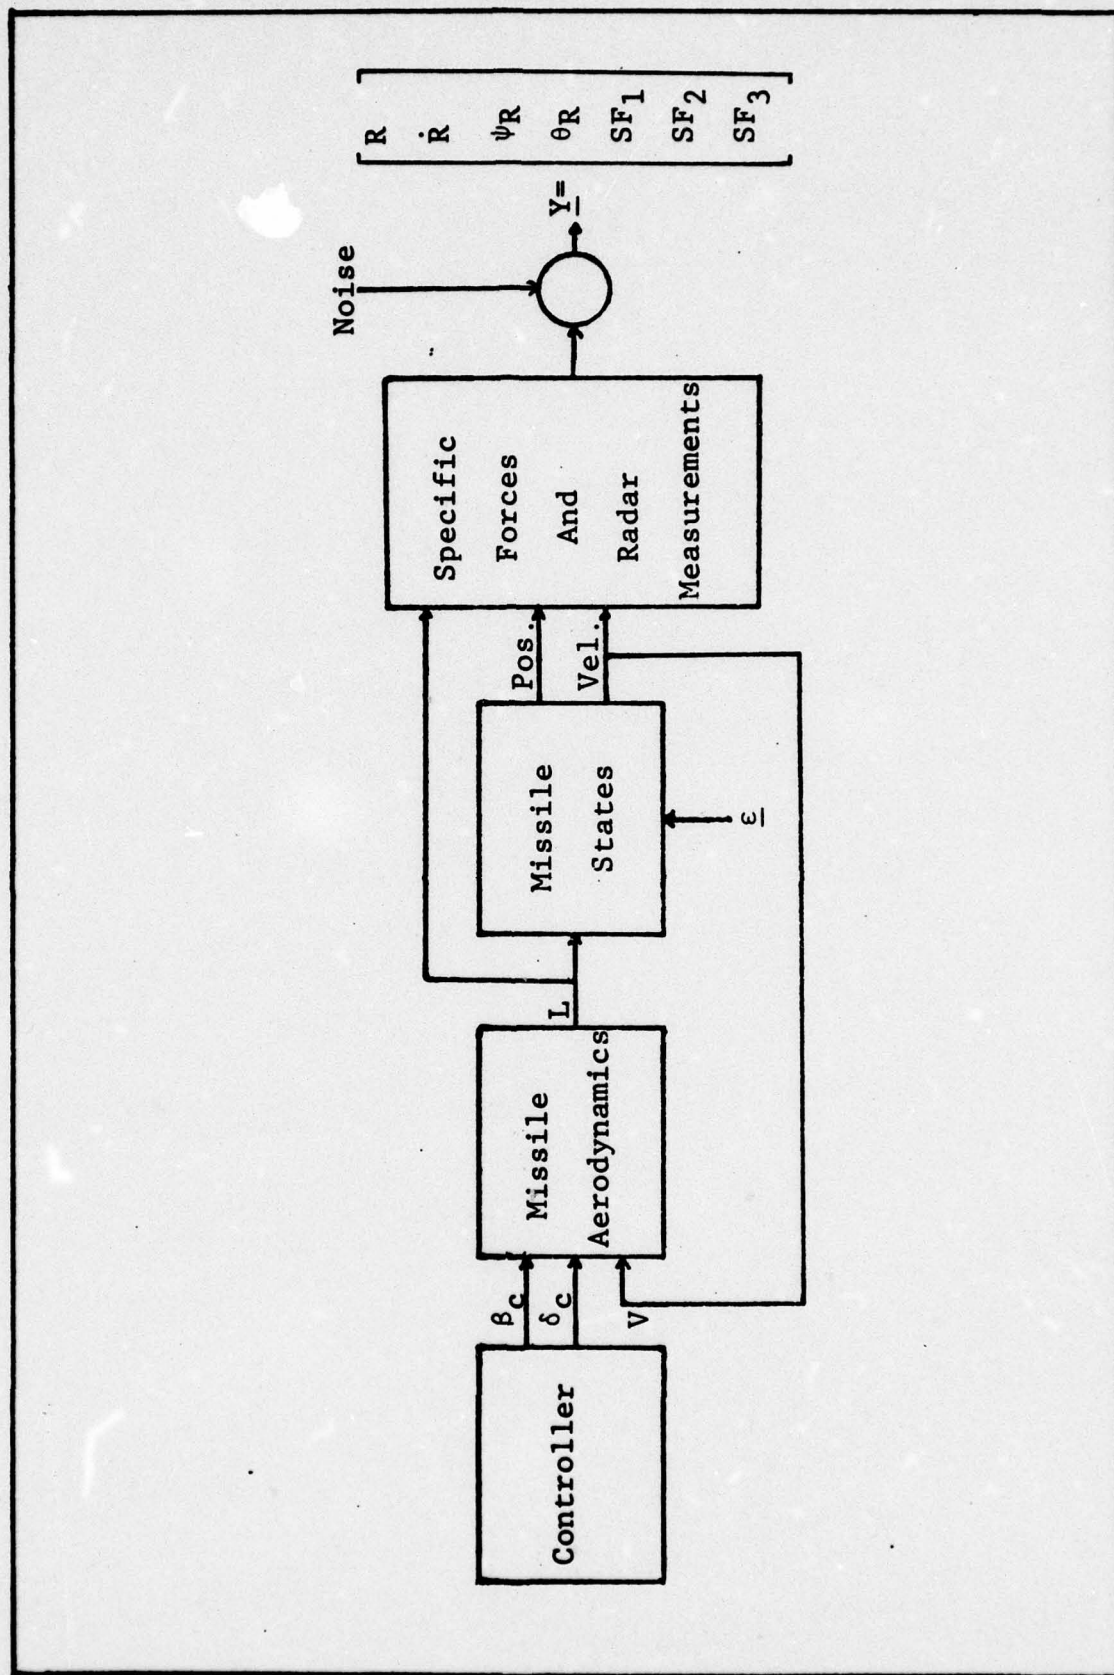 Controller
β_c
δ_c
V
Missile
Aerodynamics
L
Missile
States
ε
Pos.
Vel.
Specific
Forces
And
Radar
Measurements
Noise
Y=
R
Ṙ
ψ_R
θ_R
SF_1
SF_2
SF_3